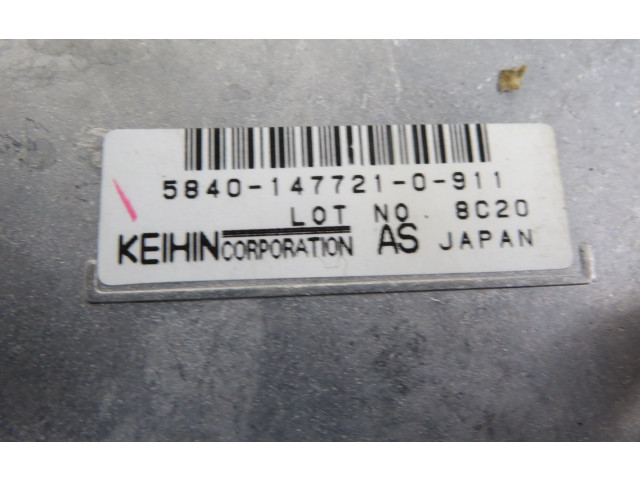 5840-147721-0-911
LOT NO. 8C20
KEIHIN CORPORATION AS JAPAN